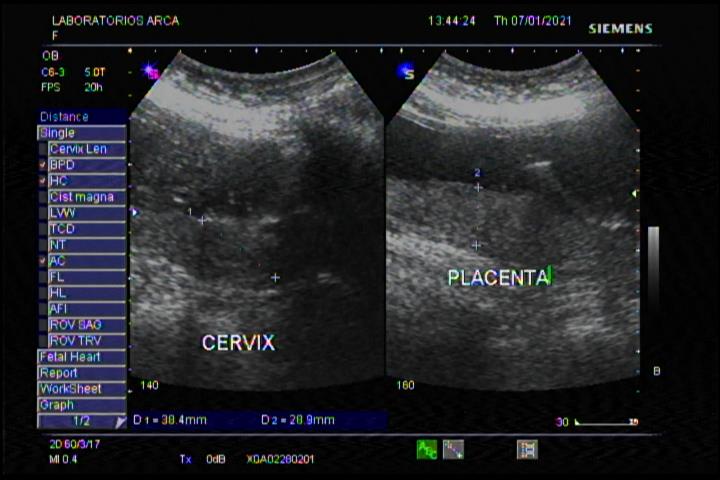 LABORATORIOS ARCA
F
13:44:24 Th 07/01/2021 SIEMENS
OB
C6-3 5.0T
FPS 20h
Distance
Single
Cervix Len
BPD
HC
Cist magna
LVW
TCD
NT
AC
FL
HL
AFI
ROV SAG
ROV TRV
Fetal Heart
Report
WorkSheet
Graph
1/2
S
1
CERVIX
140
S
2
PLACENTA
160
B
D1 = 38.4mm D2 = 28.9mm
30
2D 60/3/17
MI 0.4 Tx 0dB X0A02280201
ABC